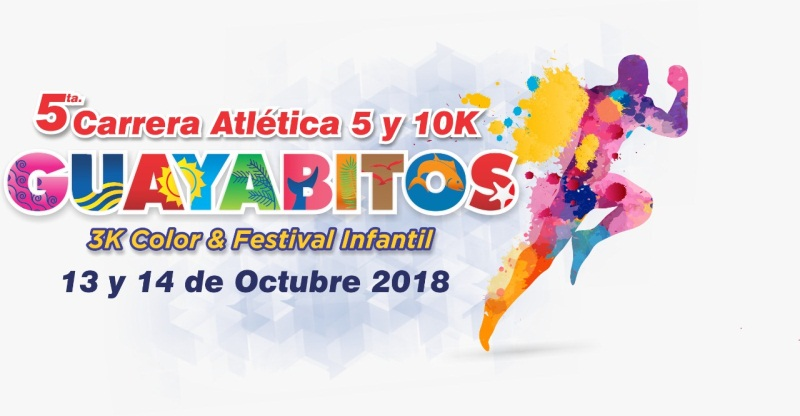 5ta. Carrera Atlética 5 y 10K
GUAYABITOS
3K Color & Festival Infantil
13 y 14 de Octubre 2018